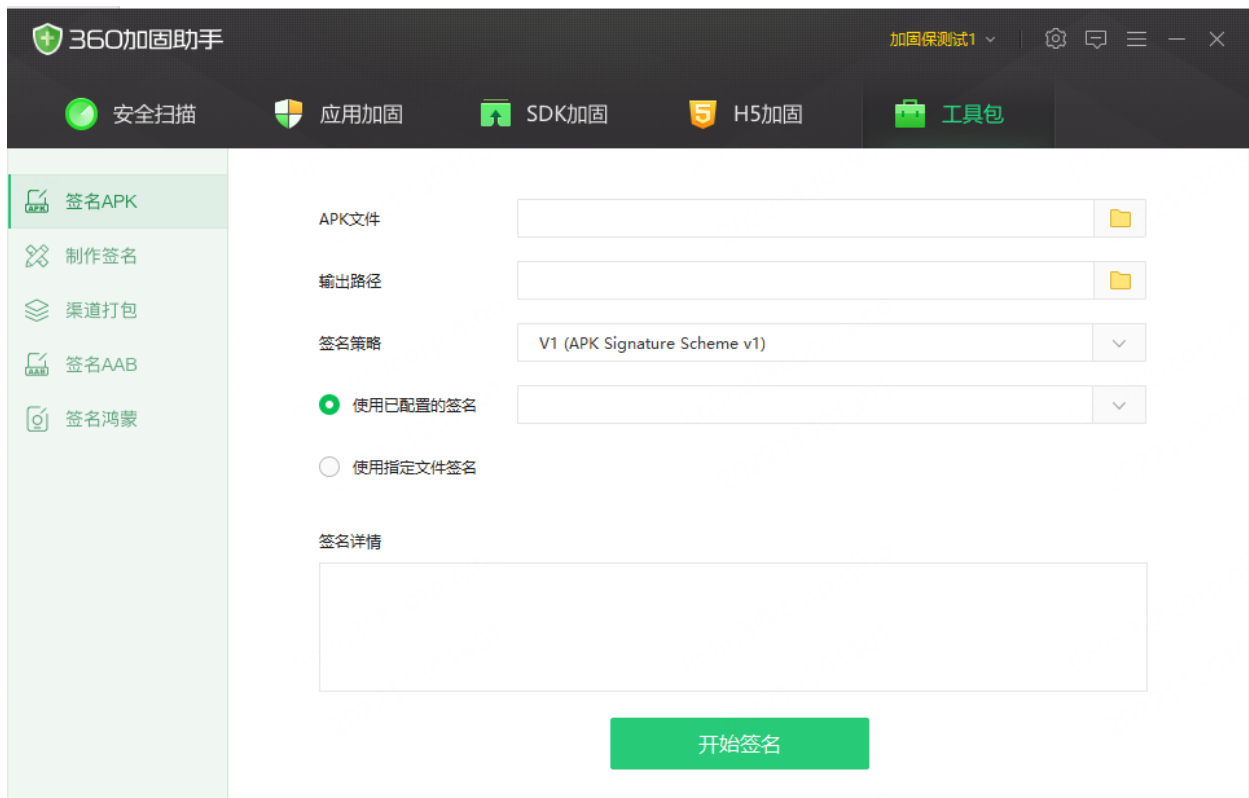 360加固助手
加固保测试1
安全扫描
应用加固
SDK加固
5
H5加固
工具包
APK
签名APK
制作签名
渠道打包
AAB
签名AAB
签名鸿蒙
APK文件
输出路径
签名策略
V1 (APK Signature Scheme v1)
使用已配置的签名
使用指定文件签名
签名详情
开始签名